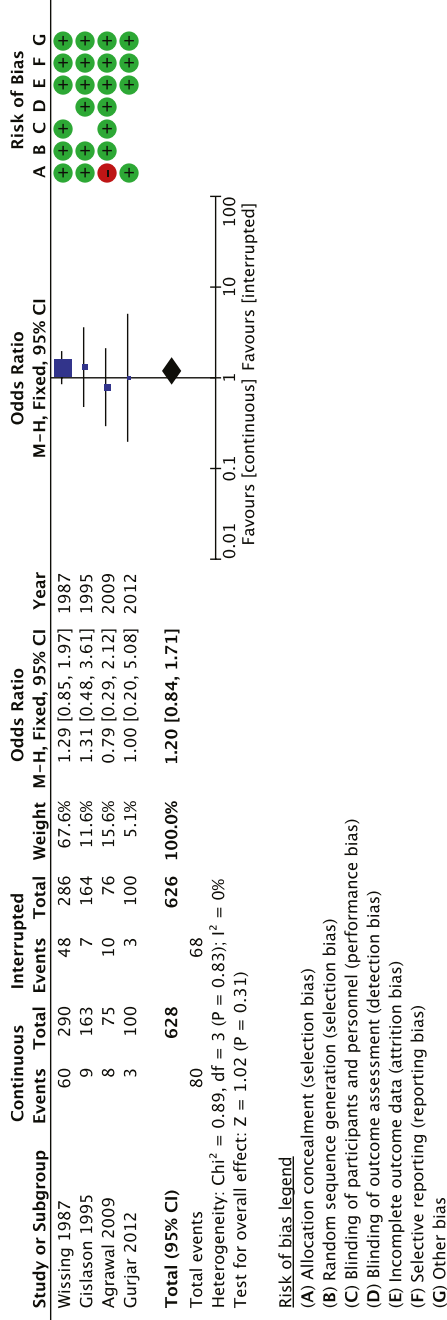 Continuous Interrupted Odds Ratio Odds Ratio Risk of Bias
Study or Subgroup Events Total Events Total Weight M-H, Fixed, 95% CI Year M-H, Fixed, 95% CI A B C D E F G
Wissing 1987 60 290 48 286 67.6% 1.29 [0.85, 1.97] 1987 + + + + + +
Gislason 1995 9 163 7 164 11.6% 1.31 [0.48, 3.61] 1995 + + + + + +
Agrawal 2009 8 75 10 76 15.6% 0.79 [0.29, 2.12] 2009 - + + + + + +
Gurjar 2012 3 100 3 100 5.1% 1.00 [0.20, 5.08] 2012 + + + +
Total (95% CI) 628 626 100.0% 1.20 [0.84, 1.71]
Total events 80 68
Heterogeneity: Chi² = 0.89, df = 3 (P = 0.83); I² = 0%
Test for overall effect: Z = 1.02 (P = 0.31)
0.01 0.1 1 10 100
Favours [continuous] Favours [interrupted]
Risk of bias legend
(A) Allocation concealment (selection bias)
(B) Random sequence generation (selection bias)
(C) Blinding of participants and personnel (performance bias)
(D) Blinding of outcome assessment (detection bias)
(E) Incomplete outcome data (attrition bias)
(F) Selective reporting (reporting bias)
(G) Other bias